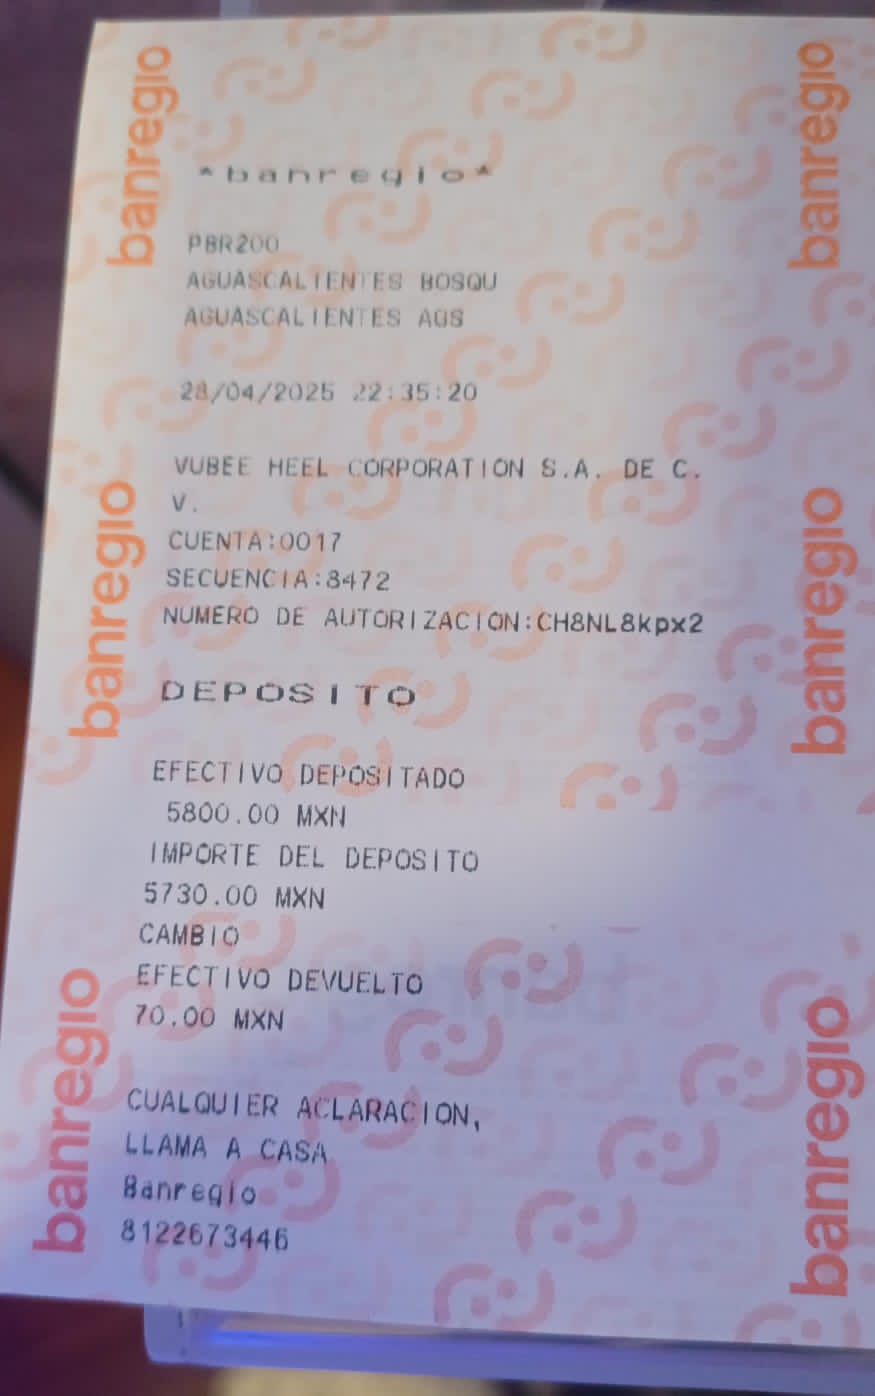 *banregio*
PBR200
AGUASCALIENTES BOSQU
AGUASCALIENTES AGS
28/04/2025 22:35:20
VUBEE HEEL CORPORATION S.A. DE C.
V.
CUENTA:0017
SECUENCIA:8472
NUMERO DE AUTORIZACION:CH8NL8kpx2
DEPOSITO
EFECTIVO DEPOSITADO
5800.00 MXN
IMPORTE DEL DEPOSITO
5730.00 MXN
CAMBIO
EFECTIVO DEVUELTO
70.00 MXN
CUALQUIER ACLARACION,
LLAMA A CASA
Banregio
8122673446
banregio
banregio
banregio
banregio
banregio
banregio